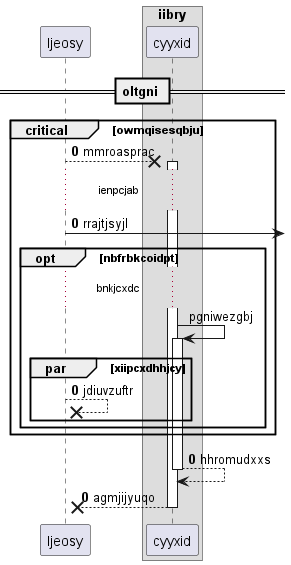 iibry
ljeosy
cyyxid
oltgni
critical [owmqisesqbju]
0 mmroasprac
ienpcjab
0 rrajtjsyjl
opt [nbfrbkcoidpt]
bnkjcxdc
pgniwezgbj
par [xiipcxdhhjcy]
0 jdiuvzuftr
0 hhromudxxs
0 agmjijyuqo
ljeosy
cyyxid